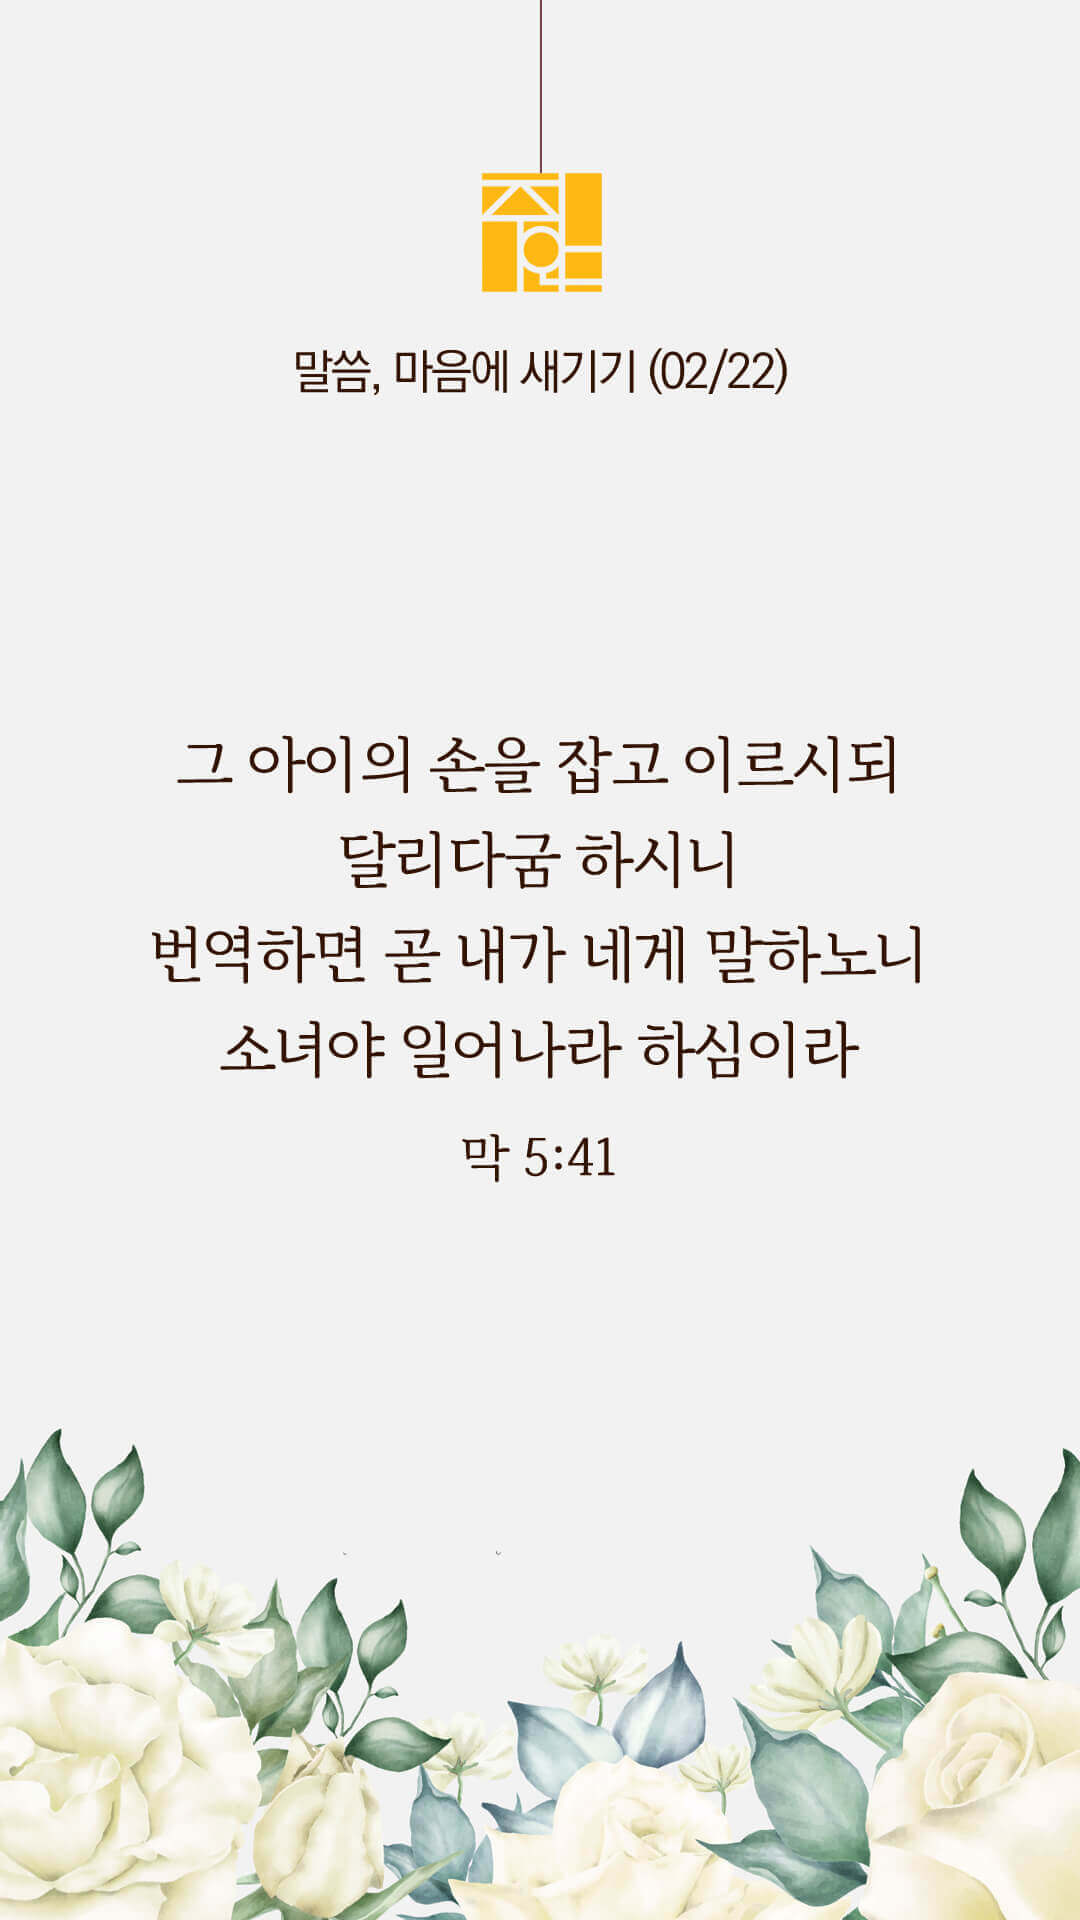 말씀, 마음에 새기기 (02/22)
그 아이의 손을 잡고 이르시되
달리다굼 하시니
번역하면 곧 내가 네게 말하노니
소녀야 일어나라 하심이라
막 5:41